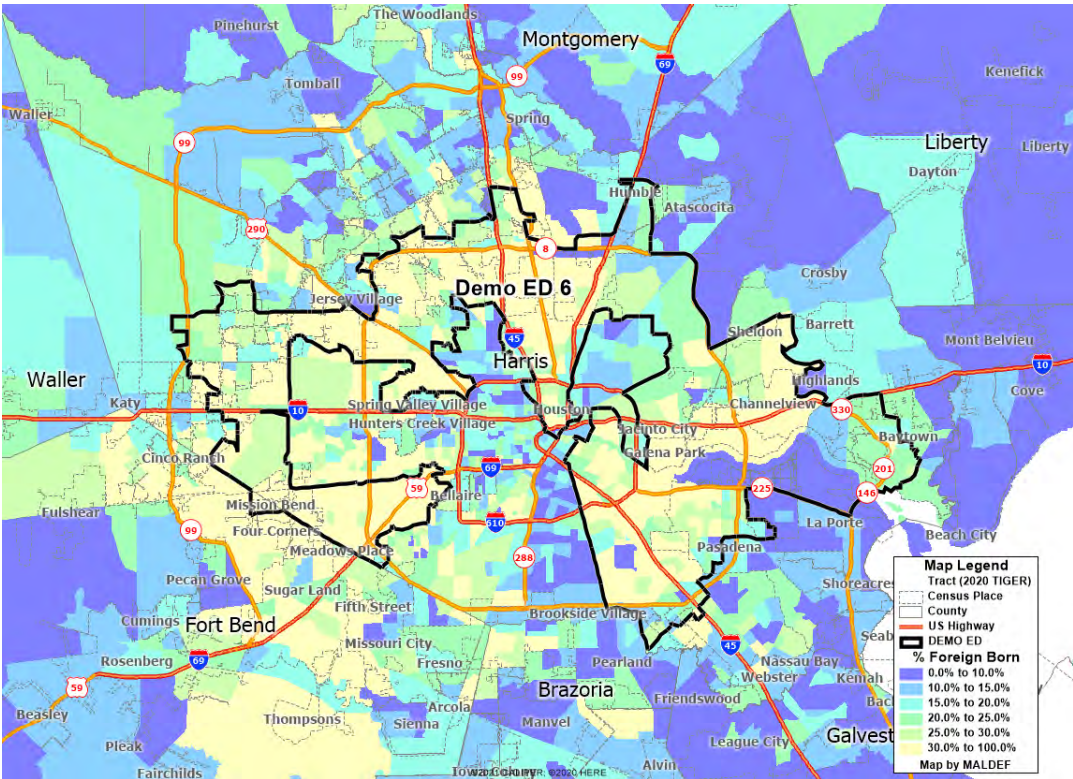 The Woodlands
Pinehurst
Montgomery
99
69
Kenefick
Tomball
Waller
Spring
99
Liberty
Liberty
Dayton
Humble
Atascocita
290
8
Crosby
Demo ED 6
Jersey Village
Sheldon
Barrett
45
Mont Belvieu
Harris
10
Waller
Highlands
Cove
Katy
Spring Valley Village
Channelview
10
Houston
330
Hunters Creek Village
Jacinto City
Baytown
Galena Park
Cinco Ranch
69
201
59
225
Bellaire
146
Mission Bend
Fulshear
610
La Porte
Four Corners
99
Beach City
Meadows Place
288
Pasadena
Pecan Grove
Sugar Land
Shoreacres
Fifth Street
Brookside Village
Cumings
Fort Bend
Missouri City
45
Seab
Rosenberg
69
Fresno
Pearland
Nassau Bay
Webster
Kemah
59
Brazoria
Friendswood
Beasley
Arcola
Bacl
Thompsons
Sienna
Manvel
Galvest
Pleak
League City
Alvin
Fairchilds
©2020 HERE
Map Legend
Tract (2020 TIGER)
Census Place
County
US Highway
DEMO ED
% Foreign Born
0.0% to 10.0%
10.0% to 15.0%
15.0% to 20.0%
20.0% to 25.0%
25.0% to 30.0%
30.0% to 100.0%
Map by MALDEF